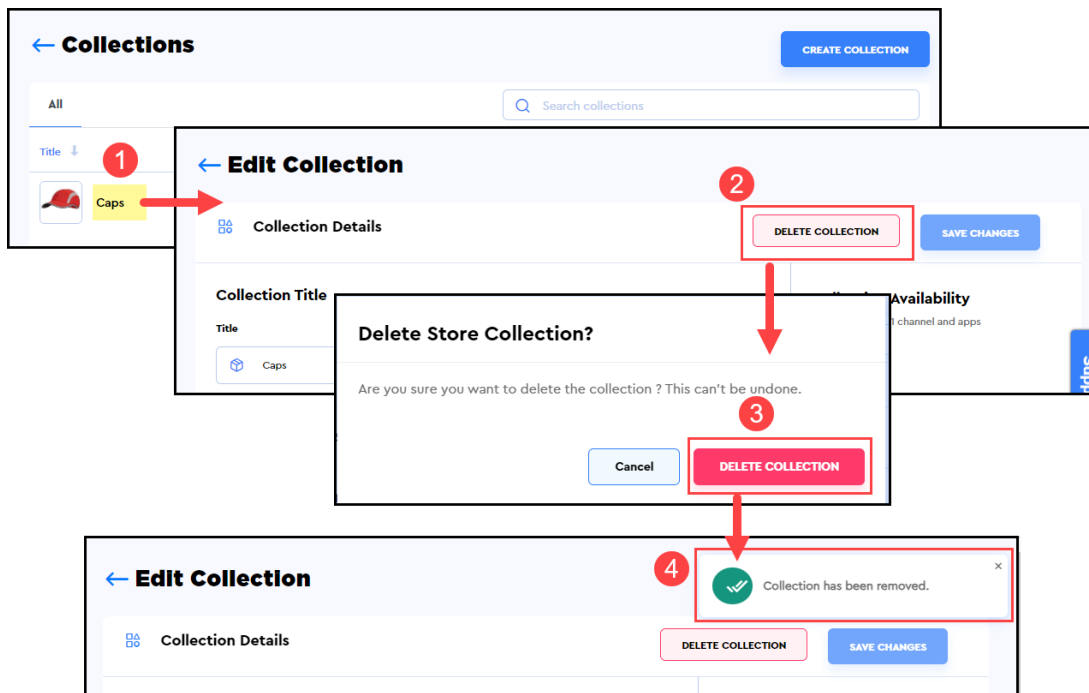 Collections
CREATE COLLECTION
All
Search collections
Title
1
Caps
Edit Collection
2
Collection Details
DELETE COLLECTION
SAVE CHANGES
Collection Title
Availability
Title
channel and apps
Caps
Supp
Delete Store Collection?
Are you sure you want to delete the collection ? This can't be undone.
3
Cancel
DELETE COLLECTION
Edit Collection
4
Collection has been removed.
Collection Details
DELETE COLLECTION
SAVE CHANGES